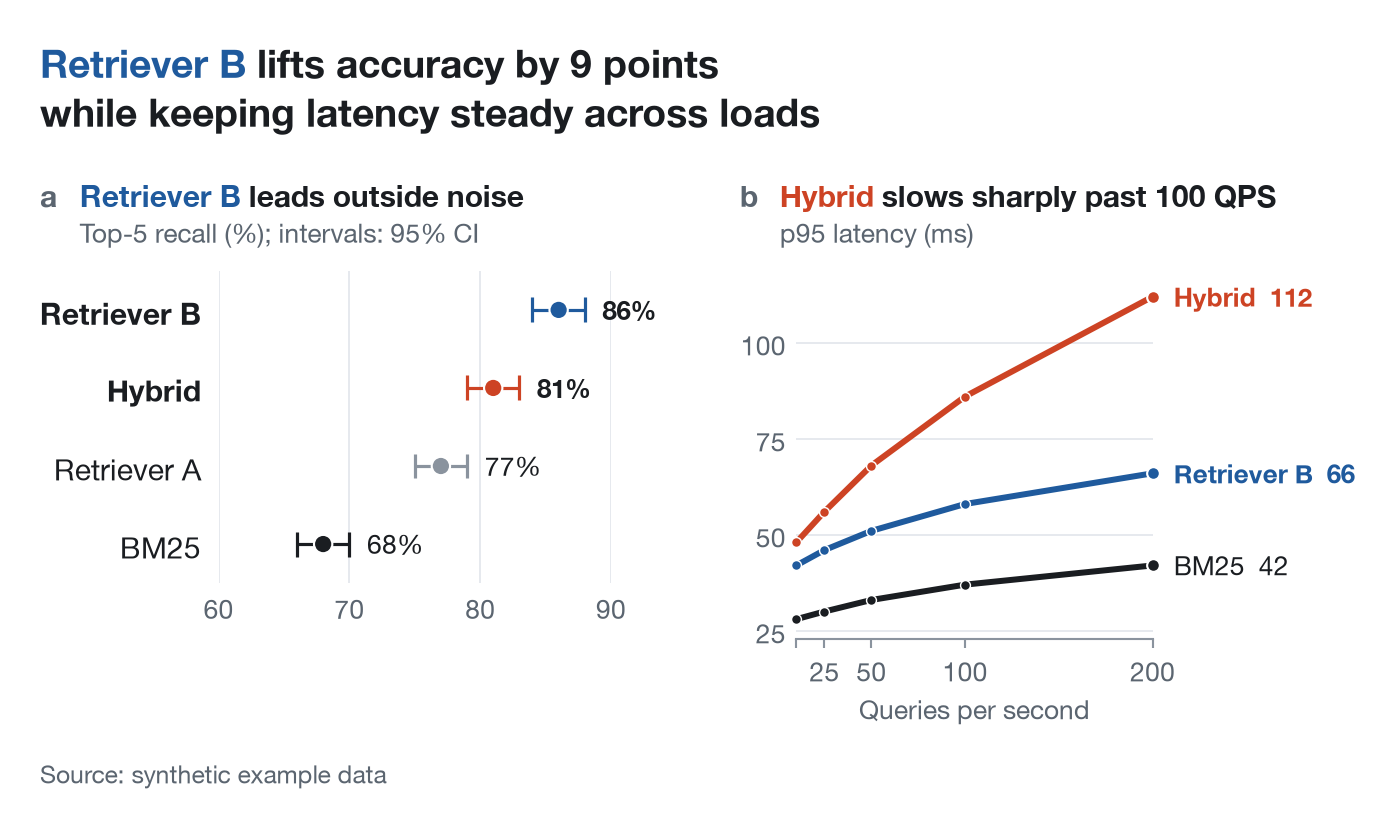 Retriever B lifts accuracy by 9 points
while keeping latency steady across loads
a Retriever B leads outside noise
Top-5 recall (%); intervals: 95% CI
Retriever B 86%
Hybrid 81%
Retriever A 77%
BM25 68%
60 70 80 90
b Hybrid slows sharply past 100 QPS
p95 latency (ms)
Hybrid 112
100
75
Retriever B 66
50
BM25 42
25
25 50 100 200
Queries per second
Source: synthetic example data